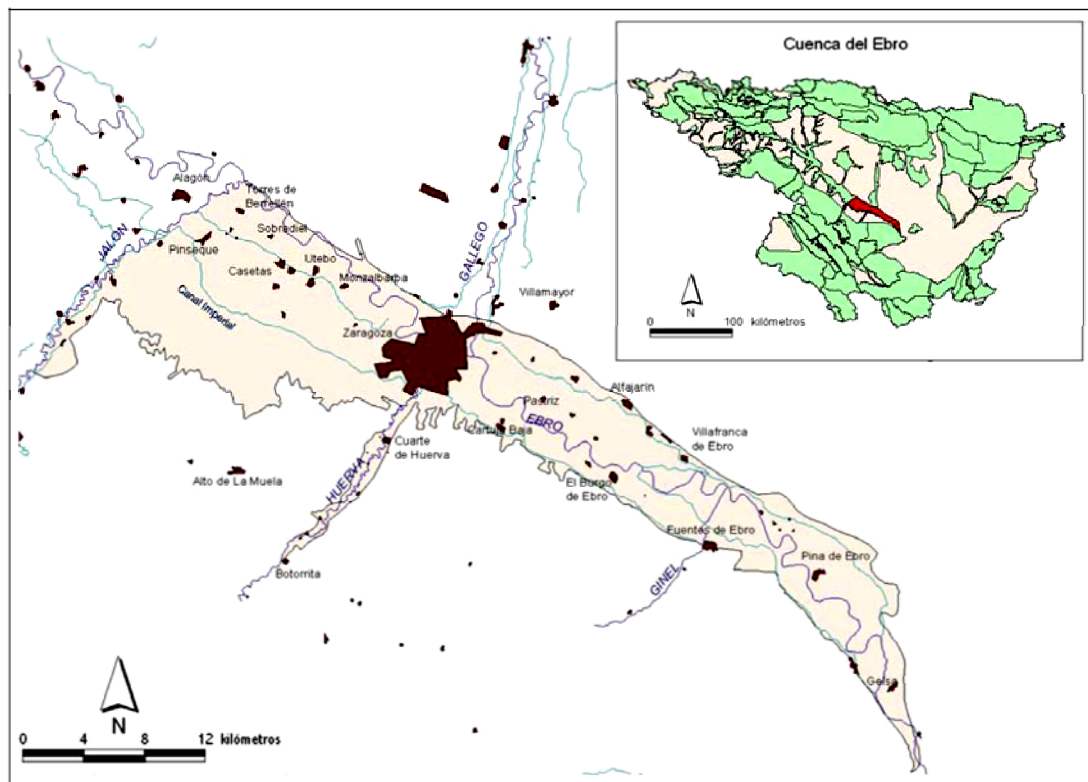 Cuenca del Ebro
N
0 100 kilómetros
Alagón
Torres de
Berrellén
Sobradiel
JALON
Pinseque
Utebo
Casetas
Monzalbarba
GALLEGO
Villamayor
Canal Imperial
Zaragoza
Alfajarín
Pastriz
EBRO
Cartuja Baja
Villafranca
de Ebro
Cuarte
de Huerva
Alto de La Muela
HUERVA
El Burgo
de Ebro
Fuentes de Ebro
Pina de Ebro
Botorrita
GINEL
Gelsa
N
0 4 8 12 kilómetros